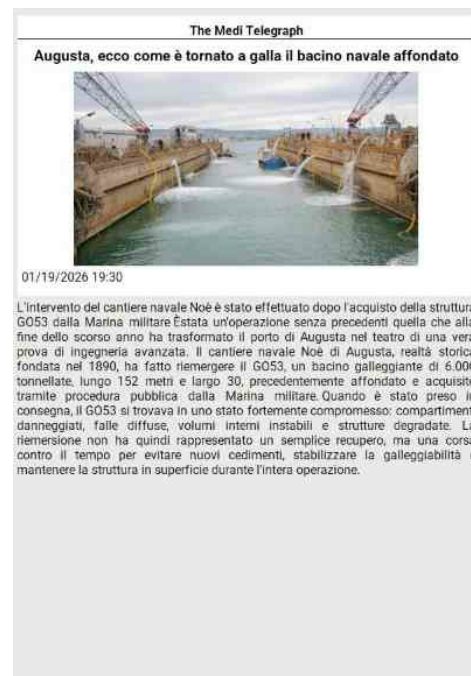 The Medi Telegraph
Augusta, ecco come è tornato a galla il bacino navale affondato
01/19/2026 19:30
L'intervento del cantiere navale Noè è stato effettuato dopo l'acquisto della struttura
GO53 dalla Marina militare Èstata un'operazione senza precedenti quella che alla
fine dello scorso anno ha trasformato il porto di Augusta nel teatro di una vera
prova di ingegneria avanzata. Il cantiere navale Noè di Augusta, realtà storica
fondata nel 1890, ha fatto riemergere il GO53, un bacino galleggiante di 6.000
tonnellate, lungo 152 metri e largo 30, precedentemente affondato e acquisito
tramite procedura pubblica dalla Marina militare. Quando è stato preso in
consegna, il GO53 si trovava in uno stato fortemente compromesso: compartimenti
danneggiati, falle diffuse, volumi interni instabili e strutture degradate. La
riemersione non ha quindi rappresentato un semplice recupero, ma una corsa
contro il tempo per evitare nuovi cedimenti, stabilizzare la galleggiabilità e
mantenere la struttura in superficie durante l'intera operazione.